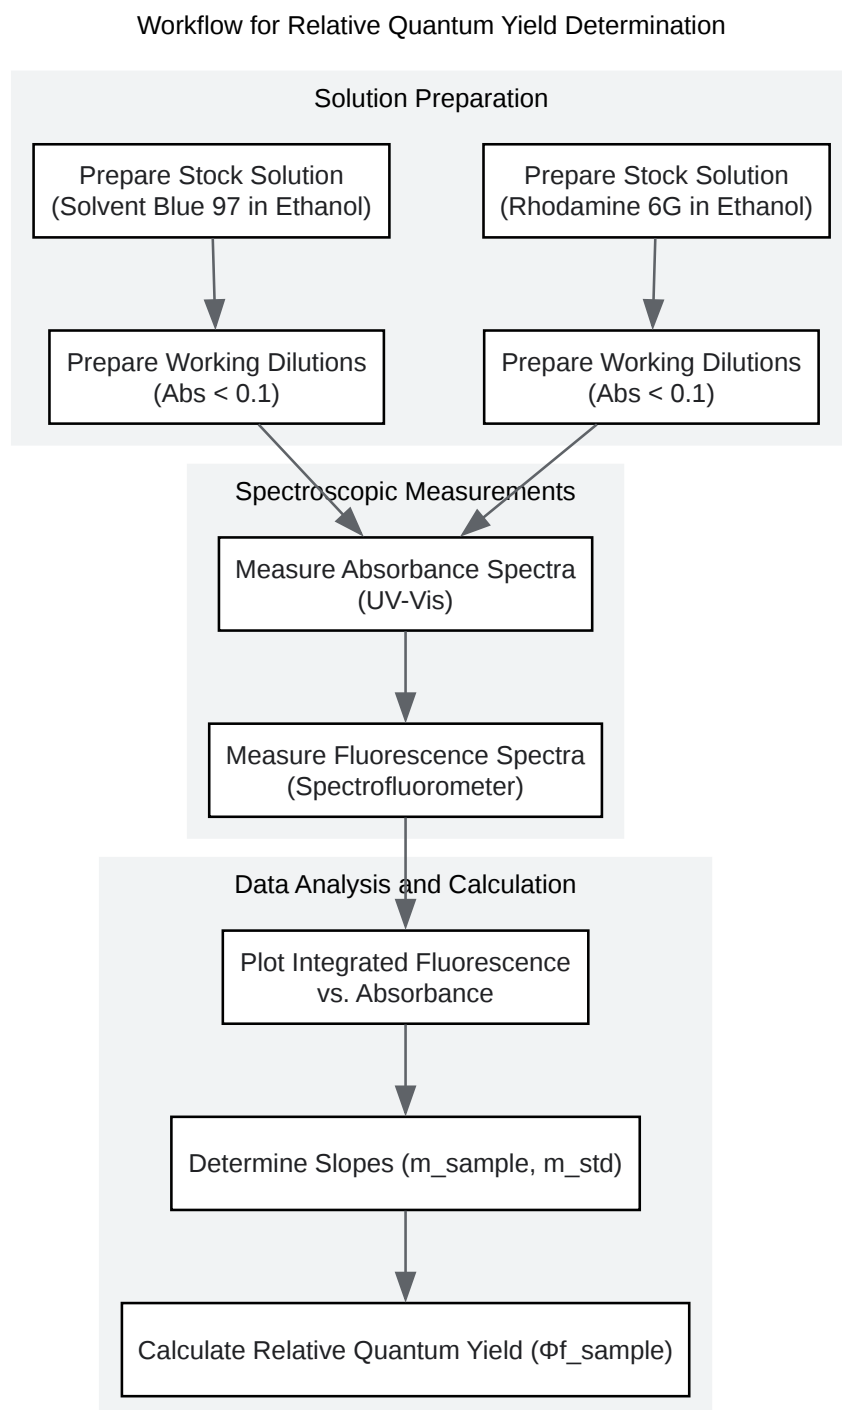 Workflow for Relative Quantum Yield Determination
Solution Preparation
Prepare Stock Solution
(Solvent Blue 97 in Ethanol)
Prepare Stock Solution
(Rhodamine 6G in Ethanol)
Prepare Working Dilutions
(Abs < 0.1)
Prepare Working Dilutions
(Abs < 0.1)
Spectroscopic Measurements
Measure Absorbance Spectra
(UV-Vis)
Measure Fluorescence Spectra
(Spectrofluorometer)
Data Analysis and Calculation
Plot Integrated Fluorescence
vs. Absorbance
Determine Slopes (m_sample, m_std)
Calculate Relative Quantum Yield (Φf_sample)